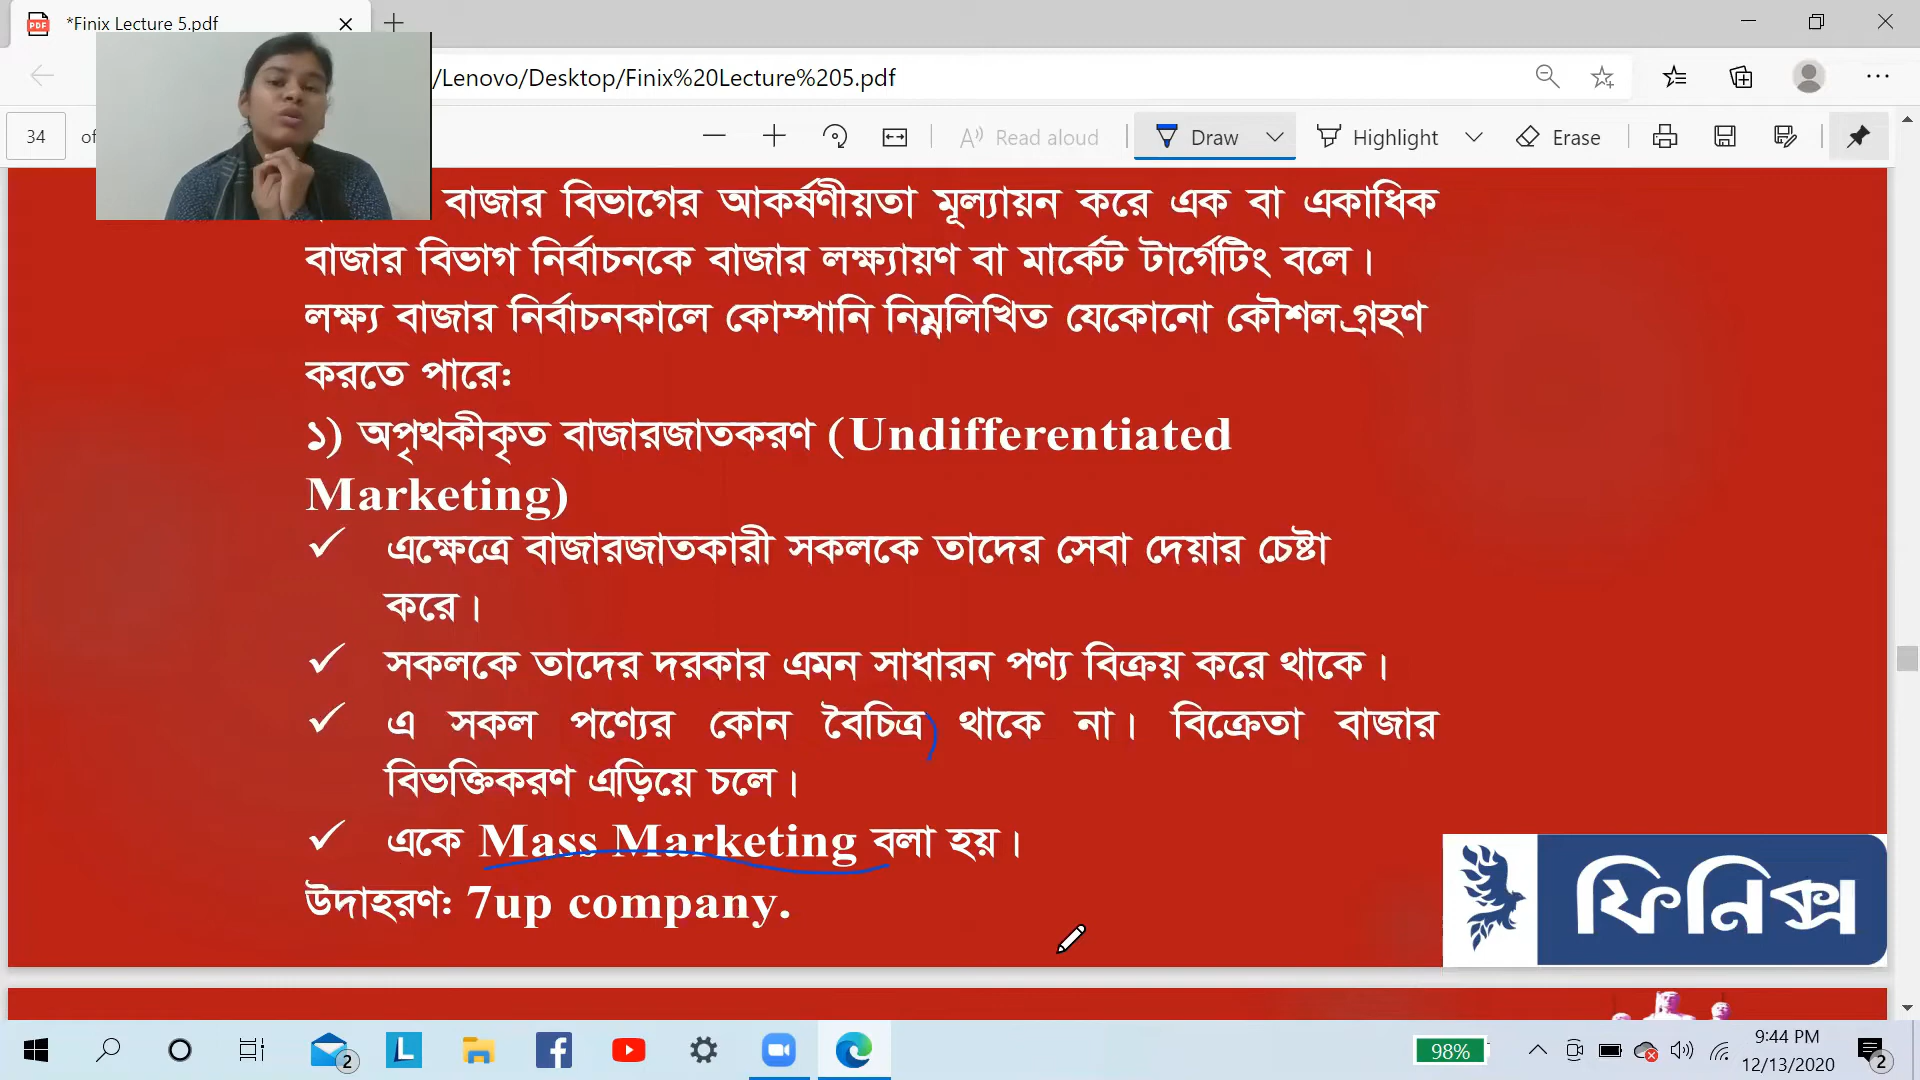 *Finix Lecture 5.pdf
/Lenovo/Desktop/Finix%20Lecture%205.pdf
34 of
Read aloud
Draw
Highlight
Erase
বাজার বিভাগের আকর্ষণীয়তা মূল্যায়ন করে এক বা একাধিক
বাজার বিভাগ নির্বাচনকে বাজার লক্ষ্যায়ণ বা মার্কেট টার্গেটিং বলে।
লক্ষ্য বাজার নির্বাচনকালে কোম্পানি নিম্নলিখিত যেকোনো কৌশল গ্রহণ
করতে পারেঃ
১) অপৃথকীকৃত বাজারজাতকরণ (Undifferentiated
Marketing)
✓ এক্ষেত্রে বাজারজাতকারী সকলকে তাদের সেবা দেয়ার চেষ্টা
করে।
✓ সকলকে তাদের দরকার এমন সাধারন পণ্য বিক্রয় করে থাকে।
✓ এ সকল পণ্যের কোন বৈচিত্র থাকে না। বিক্রেতা বাজার
বিভক্তিকরণ এড়িয়ে চলে।
✓ একে Mass Marketing বলা হয়।
উদাহরণঃ 7up company.
ফিনিক্স
98%
9:44 PM
12/13/2020
2
2